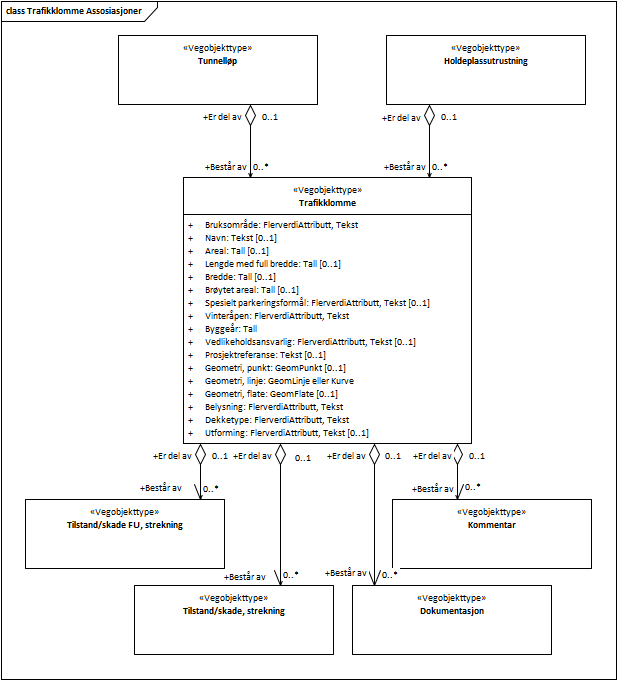 class Trafikklomme Assosiasjoner
«Vegobjekttype»
Tunnelløp
«Vegobjekttype»
Holdeplassutrustning
+Er del av 0..1
+Er del av 0..1
+Består av 0..*
+Består av 0..*
«Vegobjekttype»
Trafikklomme
+ Bruksområde: FlerverdiAttributt, Tekst
+ Navn: Tekst [0..1]
+ Areal: Tall [0..1]
+ Lengde med full bredde: Tall [0..1]
+ Bredde: Tall [0..1]
+ Brøytet areal: Tall [0..1]
+ Spesielt parkeringsformål: FlerverdiAttributt, Tekst [0..1]
+ Vinteråpen: FlerverdiAttributt, Tekst
+ Byggeår: Tall
+ Vedlikeholdsansvarlig: FlerverdiAttributt, Tekst [0..1]
+ Prosjektreferanse: Tekst [0..1]
+ Geometri, punkt: GeomPunkt [0..1]
+ Geometri, linje: GeomLinje eller Kurve
+ Geometri, flate: GeomFlate [0..1]
+ Belysning: FlerverdiAttributt, Tekst
+ Dekketype: FlerverdiAttributt, Tekst
+ Utforming: FlerverdiAttributt, Tekst [0..1]
+Er del av 0..1
+Er del av 0..1
+Er del av 0..1
+Er del av 0..1
+Består av 0..*
+Består av 0..*
«Vegobjekttype»
Tilstand/skade FU, strekning
«Vegobjekttype»
Kommentar
+Består av 0..*
+Består av 0..*
«Vegobjekttype»
Tilstand/skade, strekning
«Vegobjekttype»
Dokumentasjon